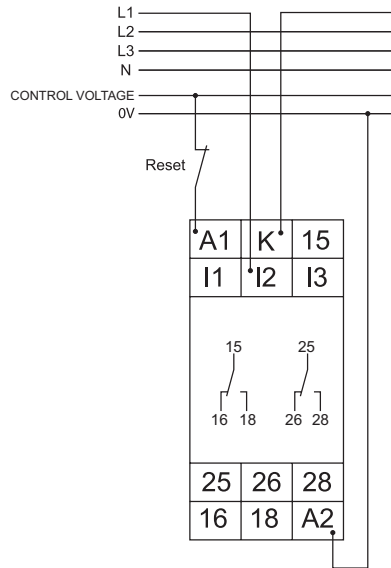 L1
L2
L3
N
CONTROL VOLTAGE
0V
Reset
A1 K 15
I1 I2 I3
15 25
16 18 26 28
25 26 28
16 18 A2